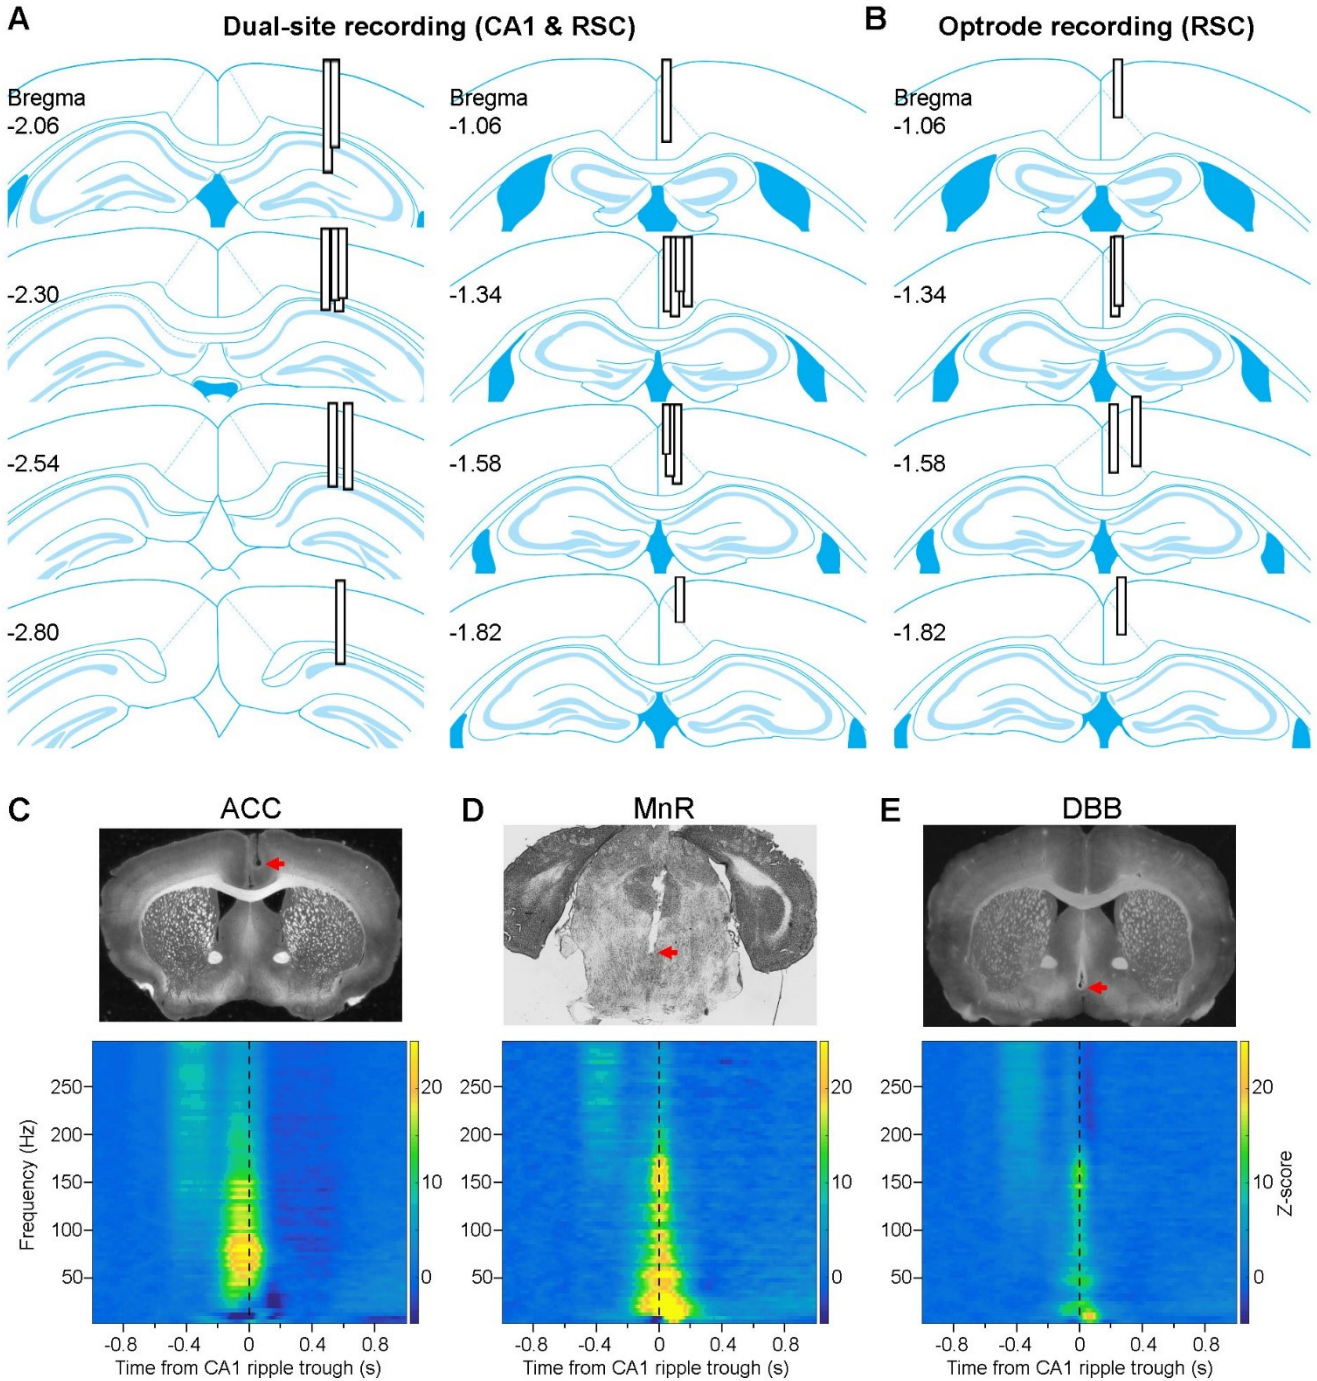 A
Dual-site recording (CA1 & RSC)
B
Optrode recording (RSC)
Bregma
-2.06
Bregma
-1.06
Bregma
-1.06
-2.30
-1.34
-1.34
-2.54
-1.58
-1.58
-2.80
-1.82
-1.82
C
ACC
D
MnR
E
DBB
Frequency (Hz)
250
200
150
100
50
20
10
0
-0.8
-0.4
0
0.4
0.8
Time from CA1 ripple trough (s)
250
200
150
100
50
20
10
0
-0.8
-0.4
0
0.4
0.8
Time from CA1 ripple trough (s)
250
200
150
100
50
20
10
0
Z-score
-0.8
-0.4
0
0.4
0.8
Time from CA1 ripple trough (s)